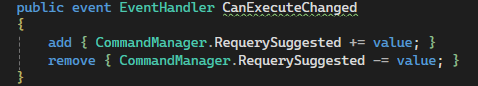 public event EventHandler CanExecuteChanged
{
add { CommandManager.RequerySuggested += value; }
remove { CommandManager.RequerySuggested -= value; }
}